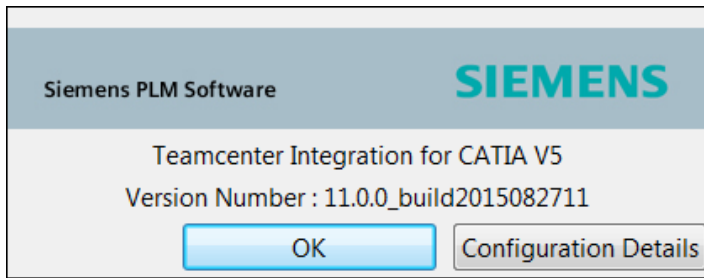 Siemens PLM Software
SIEMENS
Teamcenter Integration for CATIA V5
Version Number : 11.0.0_build2015082711
OK
Configuration Details